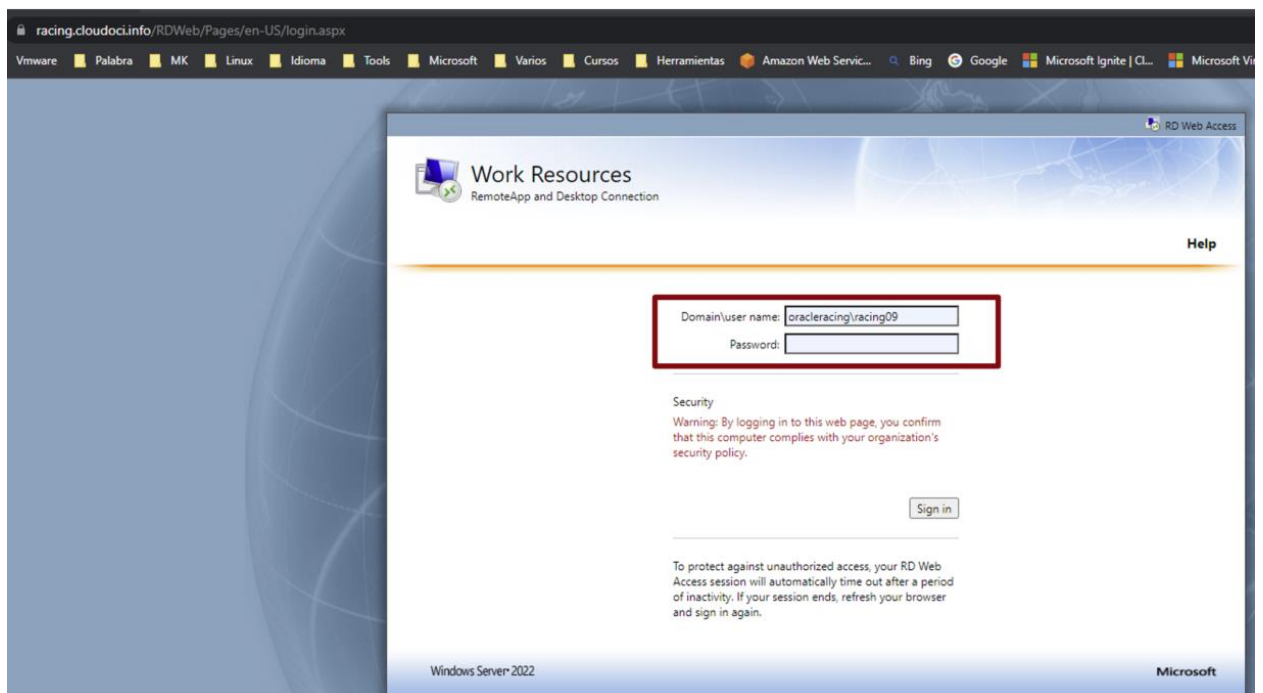 racing.cloudoci.info/RDWeb/Pages/en-US/login.aspx
Vmware Palabra MK Linux Idioma Tools Microsoft Varios Cursos Herramientas Amazon Web Servic... Bing Google Microsoft Ignite | Cl... Microsoft Vi
RD Web Access
Work Resources
RemoteApp and Desktop Connection
Help
Domain\user name: oracleracing\racing09
Password:
Security
Warning: By logging in to this web page, you confirm
that this computer complies with your organization's
security policy.
Sign in
To protect against unauthorized access, your RD Web
Access session will automatically time out after a period
of inactivity. If your session ends, refresh your browser
and sign in again.
Windows Server 2022 Microsoft